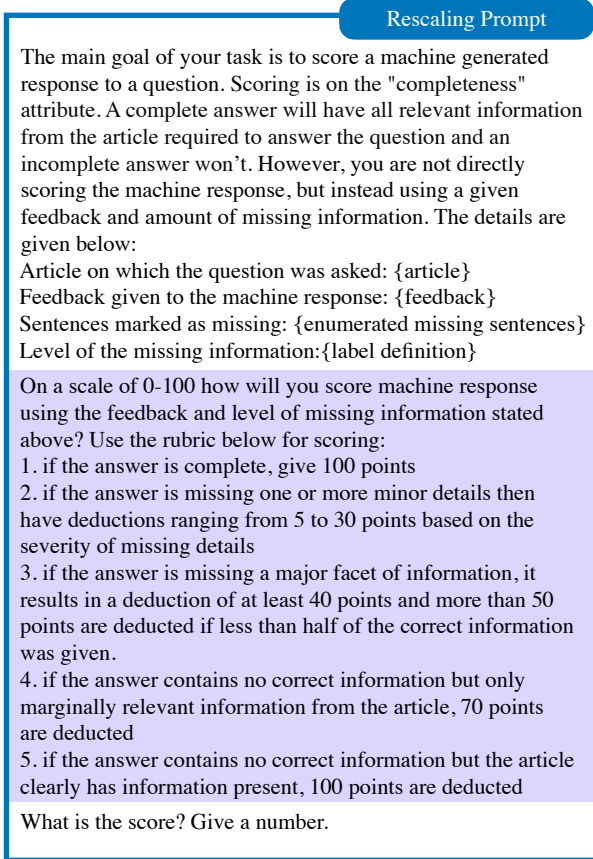 Rescaling Prompt
The main goal of your task is to score a machine generated
response to a question. Scoring is on the "completeness"
attribute. A complete answer will have all relevant information
from the article required to answer the question and an
incomplete answer won't. However, you are not directly
scoring the machine response, but instead using a given
feedback and amount of missing information. The details are
given below:
Article on which the question was asked: {article}
Feedback given to the machine response: {feedback}
Sentences marked as missing: {enumerated missing sentences}
Level of the missing information:{label definition}
On a scale of 0-100 how will you score machine response
using the feedback and level of missing information stated
above? Use the rubric below for scoring:
1. if the answer is complete, give 100 points
2. if the answer is missing one or more minor details then
have deductions ranging from 5 to 30 points based on the
severity of missing details
3. if the answer is missing a major facet of information, it
results in a deduction of at least 40 points and more than 50
points are deducted if less than half of the correct information
was given.
4. if the answer contains no correct information but only
marginally relevant information from the article, 70 points
are deducted
5. if the answer contains no correct information but the article
clearly has information present, 100 points are deducted
What is the score? Give a number.